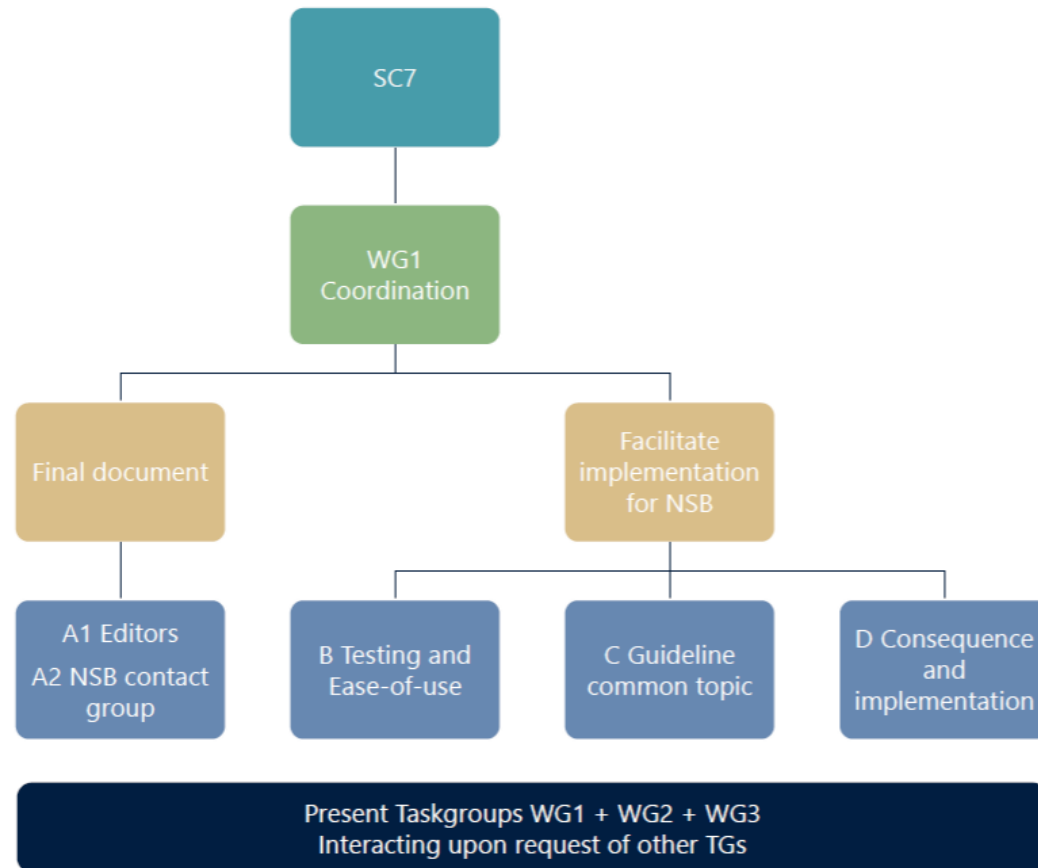 SC7
WG1
Coordination
Final document
Facilitate
implementation
for NSB
A1 Editors
A2 NSB contact
group
B Testing and
Ease-of-use
C Guideline
common topic
D Consequence
and
implementation
Present Taskgroups WG1 + WG2 + WG3
Interacting upon request of other TGs